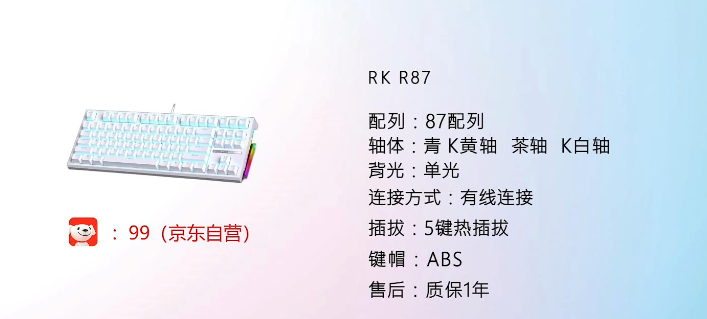 RK R87
配列：87配列
轴体：青 K黄轴 茶轴 K白轴
背光：单光
连接方式：有线连接
插拔：5键热插拔
键帽：ABS
售后：质保1年
：99（京东自营）